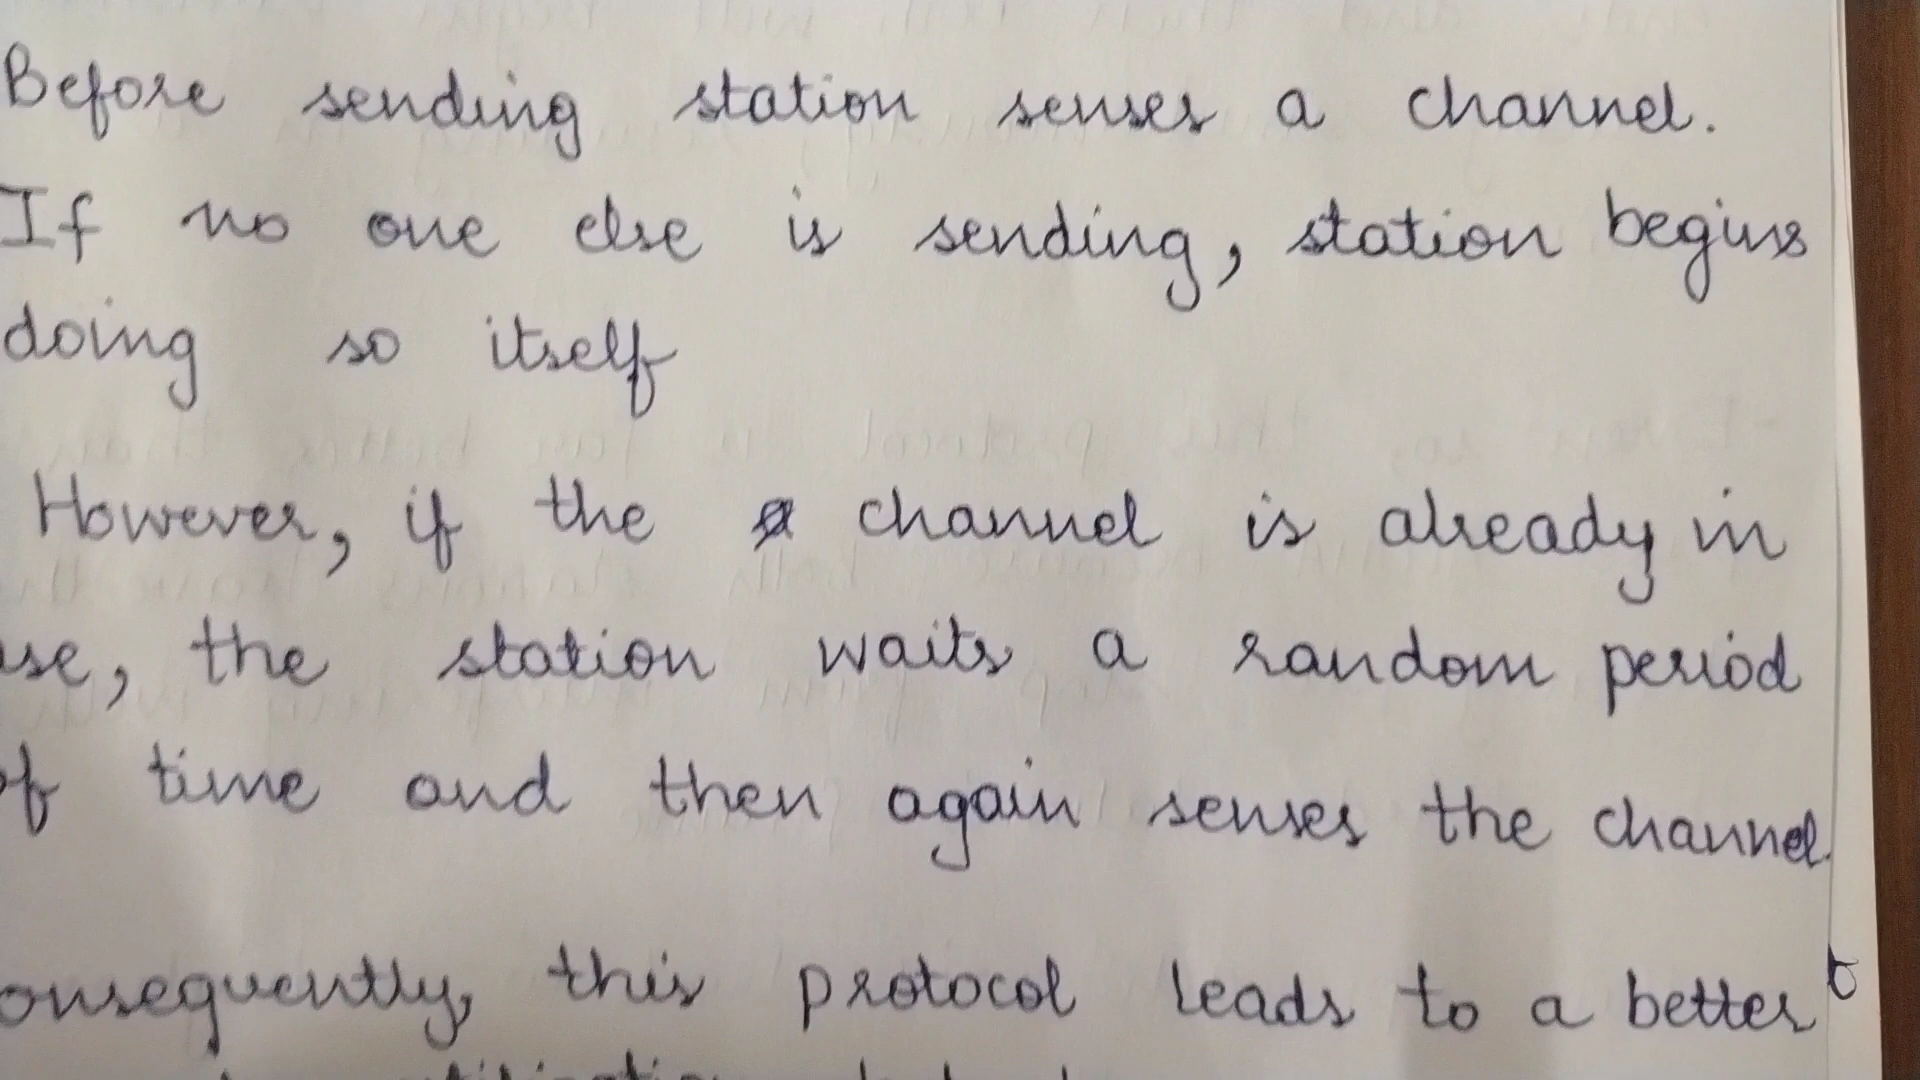 Before sending station senses a channel.
If no one else is sending, station begins
doing so itself
However, if the channel is already in
use, the station waits a random period
of time and then again senses the channel.
onsequently, this protocol leads to a better